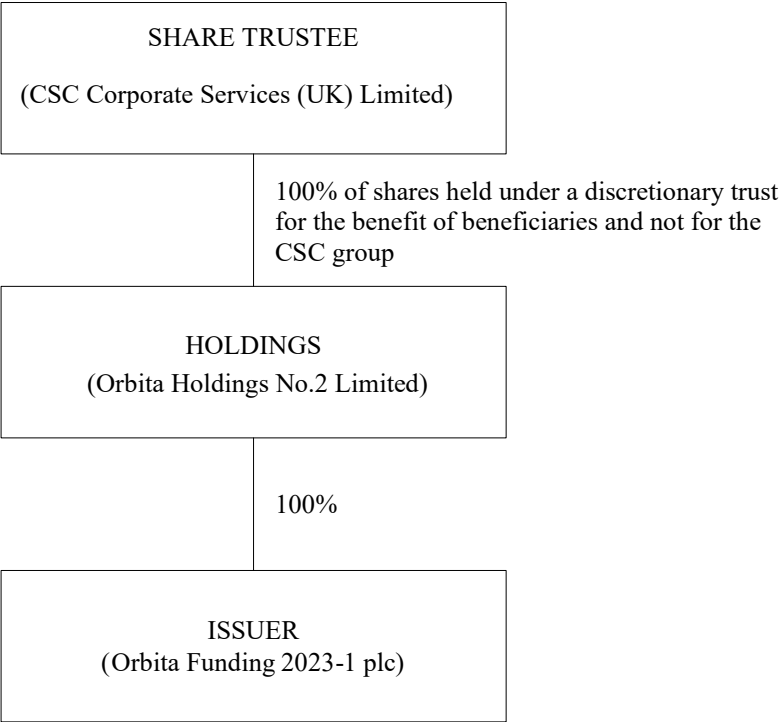 SHARE TRUSTEE
(CSC Corporate Services (UK) Limited)
100% of shares held under a discretionary trust
for the benefit of beneficiaries and not for the
CSC group
HOLDINGS
(Orbita Holdings No.2 Limited)
100%
ISSUER
(Orbita Funding 2023-1 plc)